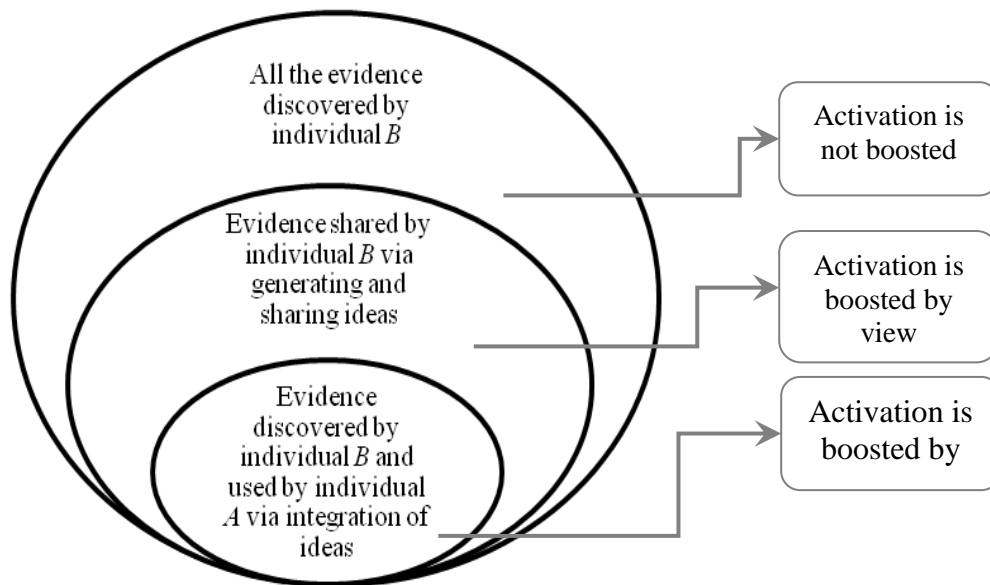 All the evidence
discovered by
individual B
Activation is
not boosted
Evidence shared by
individual B via
generating and
sharing ideas
Activation is
boosted by
view
Evidence
discovered by
individual B and
used by individual
A via integration of
ideas
Activation is
boosted by